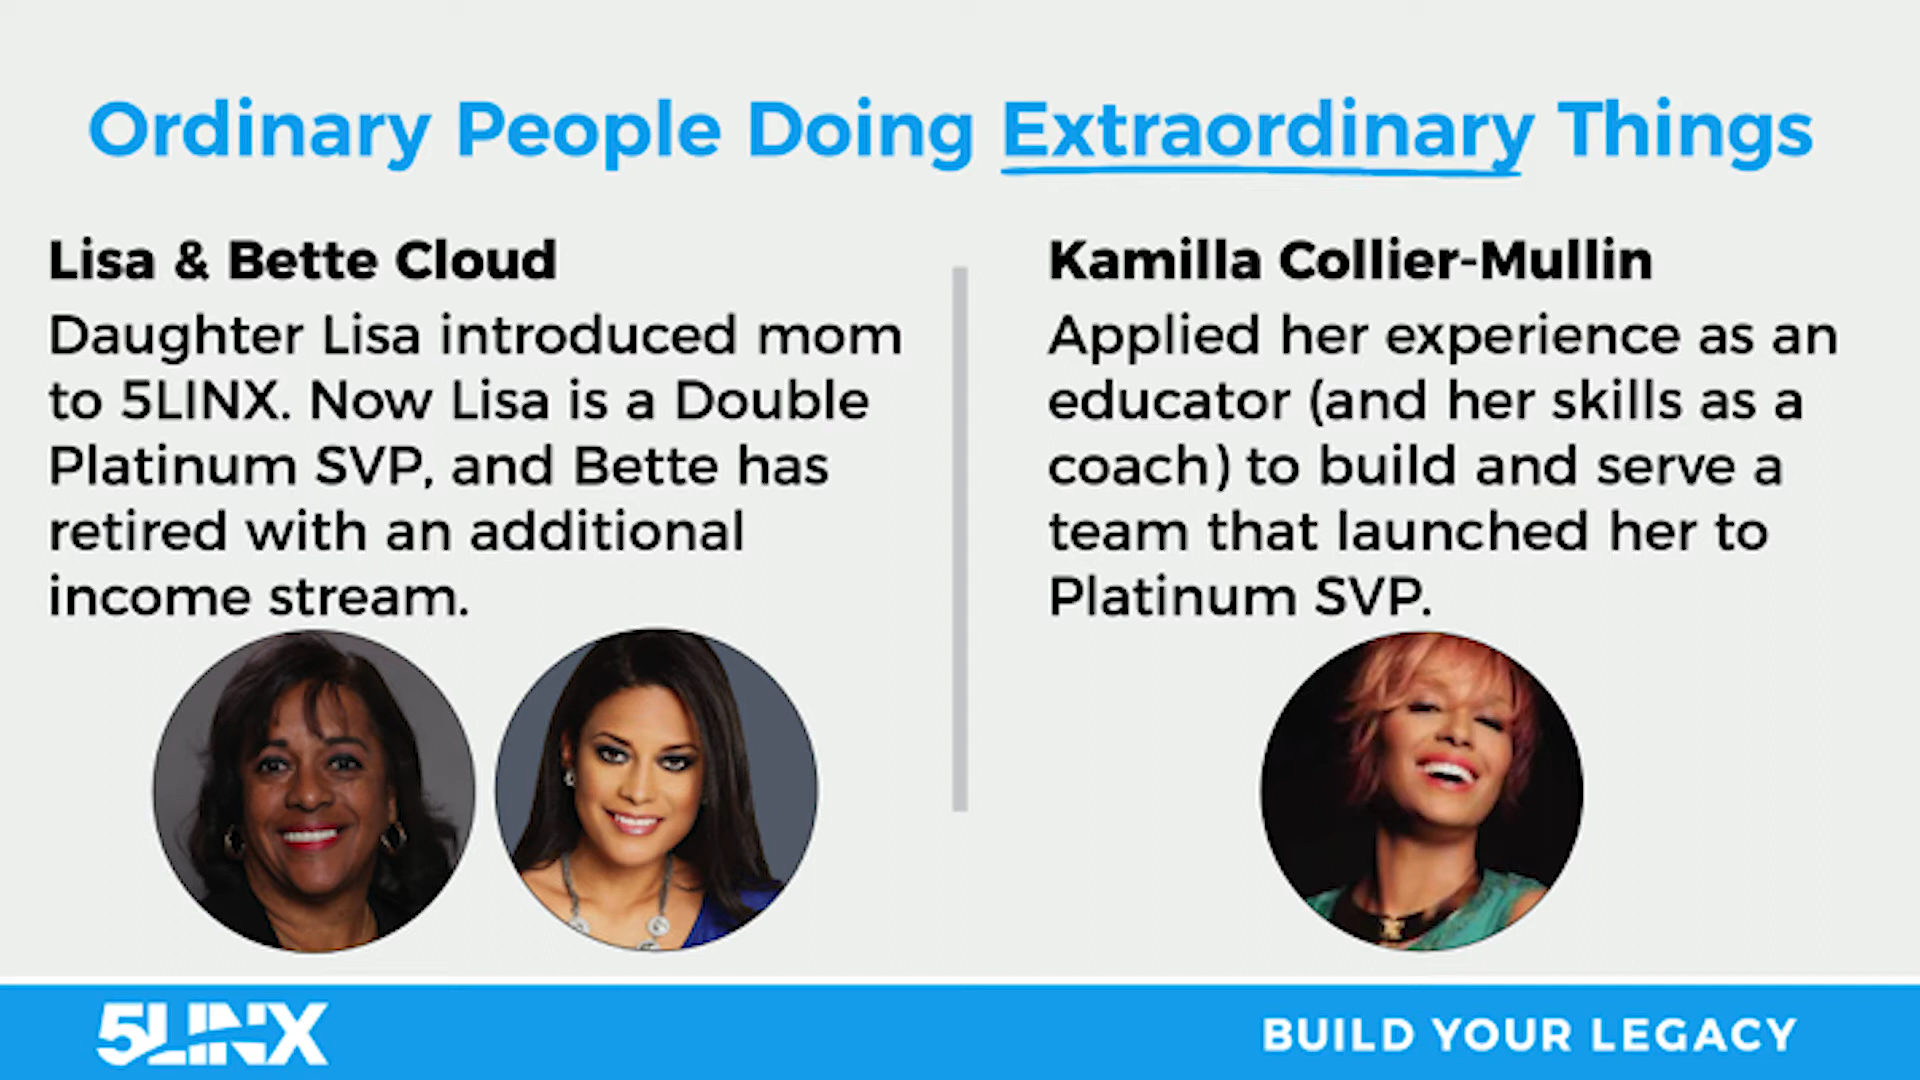 Ordinary People Doing Extraordinary Things
Lisa & Bette Cloud
Daughter Lisa introduced mom
to 5LINX. Now Lisa is a Double
Platinum SVP, and Bette has
retired with an additional
income stream.
Kamilla Collier-Mullin
Applied her experience as an
educator (and her skills as a
coach) to build and serve a
team that launched her to
Platinum SVP.
5LINX
BUILD YOUR LEGACY